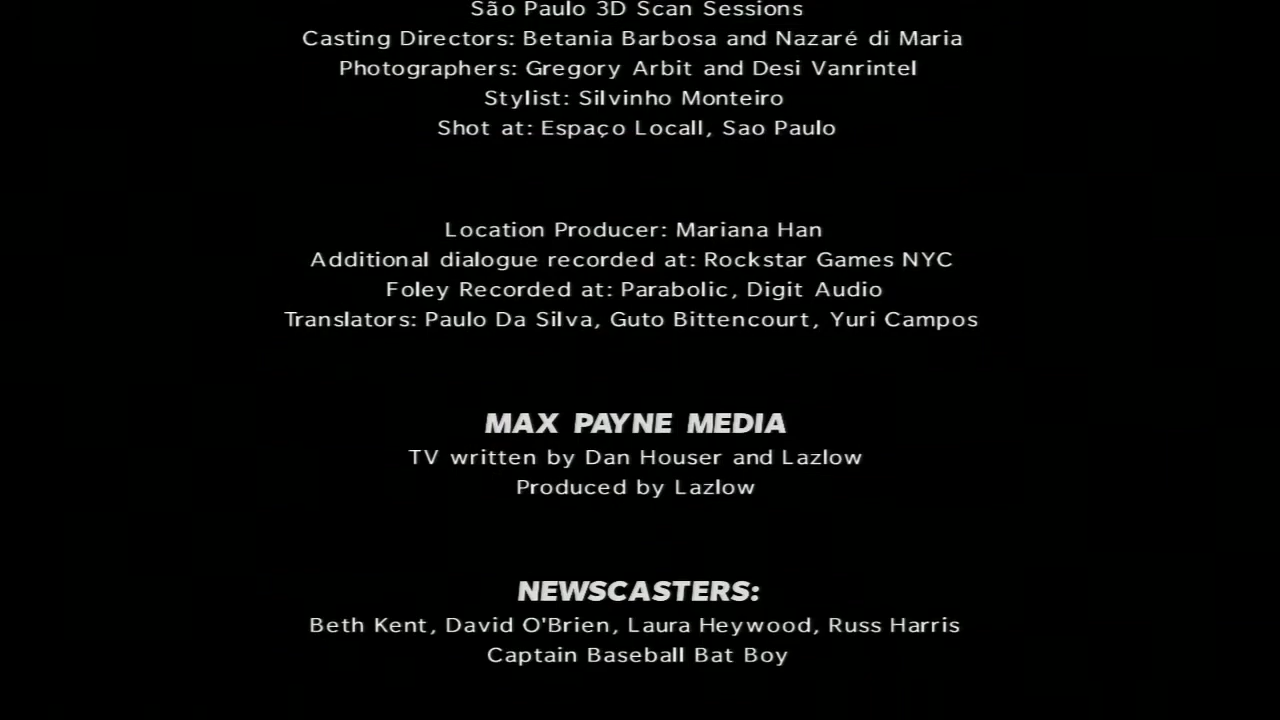 São Paulo 3D Scan Sessions
Casting Directors: Betania Barbosa and Nazaré di Maria
Photographers: Gregory Arbit and Desi Vanrintel
Stylist: Silvinho Monteiro
Shot at: Espaço Locall, Sao Paulo
Location Producer: Mariana Han
Additional dialogue recorded at: Rockstar Games NYC
Foley Recorded at: Parabolic, Digit Audio
Translators: Paulo Da Silva, Guto Bittencourt, Yuri Campos
MAX PAYNE MEDIA
TV written by Dan Houser and Lazlow
Produced by Lazlow
NEWSCASTERS:
Beth Kent, David O'Brien, Laura Heywood, Russ Harris
Captain Baseball Bat Boy